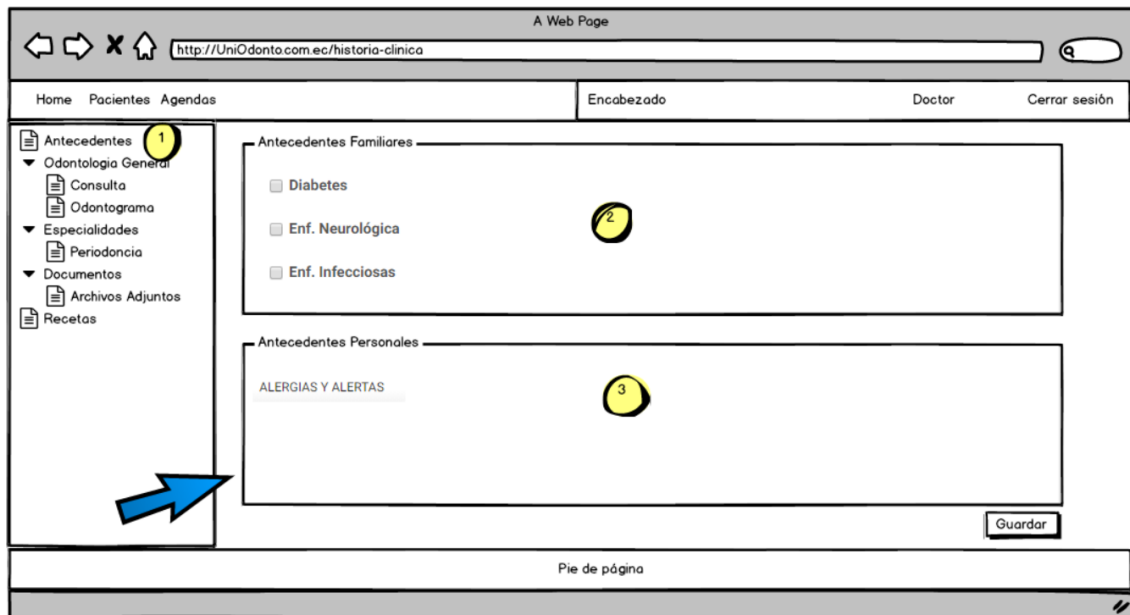 A Web Page
http://UniOdonto.com.ec/historia-clinica
Home Pacientes Agendas
Encabezado Doctor Cerrar sesión
Antecedentes 1
Odontologia General
Consulta
Odontograma
Especialidades
Periodoncia
Documentos
Archivos Adjuntos
Recetas
Antecedentes Familiares
Diabetes
2
Enf. Neurológica
Enf. Infecciosas
Antecedentes Personales
ALERGIAS Y ALERTAS
3
Guardar
Pie de página